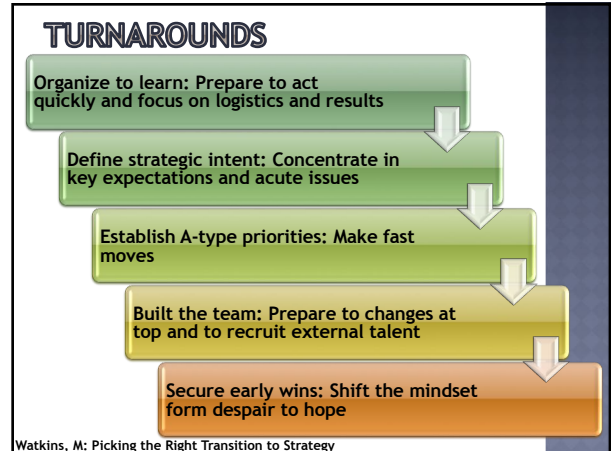 TURNAROUNDS
Organize to learn: Prepare to act
quickly and focus on logistics and results
Define strategic intent: Concentrate in
key expectations and acute issues
Establish A-type priorities: Make fast
moves
Built the team: Prepare to changes at
top and to recruit external talent
Secure early wins: Shift the mindset
form despair to hope
Watkins, M: Picking the Right Transition to Strategy